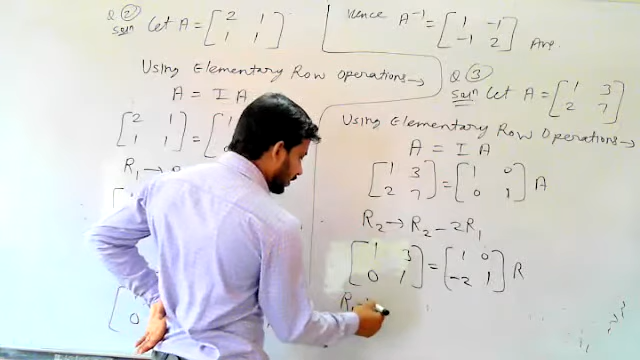 Q ②
Soln Let A = [2 1
1 1]
Using Elementary Row Operations →
A = I A
[2 1
1 1] = [1
R₁ →
[
[
0
Hence A⁻¹ = [1 -1
-1 2] Ans.
Q ③
Soln Let A = [1 3
2 7]
Using Elementary Row Operations →
A = I A
[1 3
2 7] = [1 0
0 1] A
R₂ → R₂ - 2R₁
[1 3
0 1] = [1 0
-2 1] A
R₁